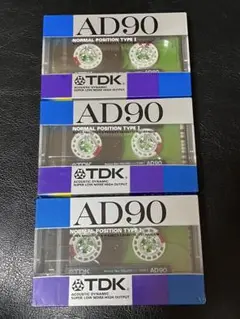 AD90
NORMAL POSITION TYPE I
TDK
ACOUSTIC DYNAMIC
SUPER LOW NOISE HIGH OUTPUT
AD90
NORMAL POSITION TYPE I
TDK
ACOUSTIC DYNAMIC
SUPER LOW NOISE HIGH OUTPUT
AD90
NORMAL POSITION TYPE I
AD90
TDK
ACOUSTIC DYNAMIC
SUPER LOW NOISE HIGH OUTPUT